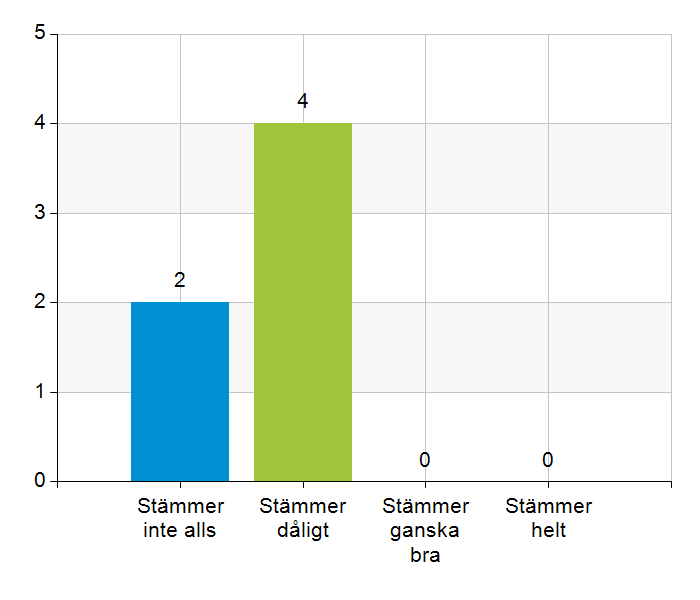 5
4
3
2
1
0
2
4
0
0
Stämmer
inte alls
Stämmer
dåligt
Stämmer
ganska
bra
Stämmer
helt